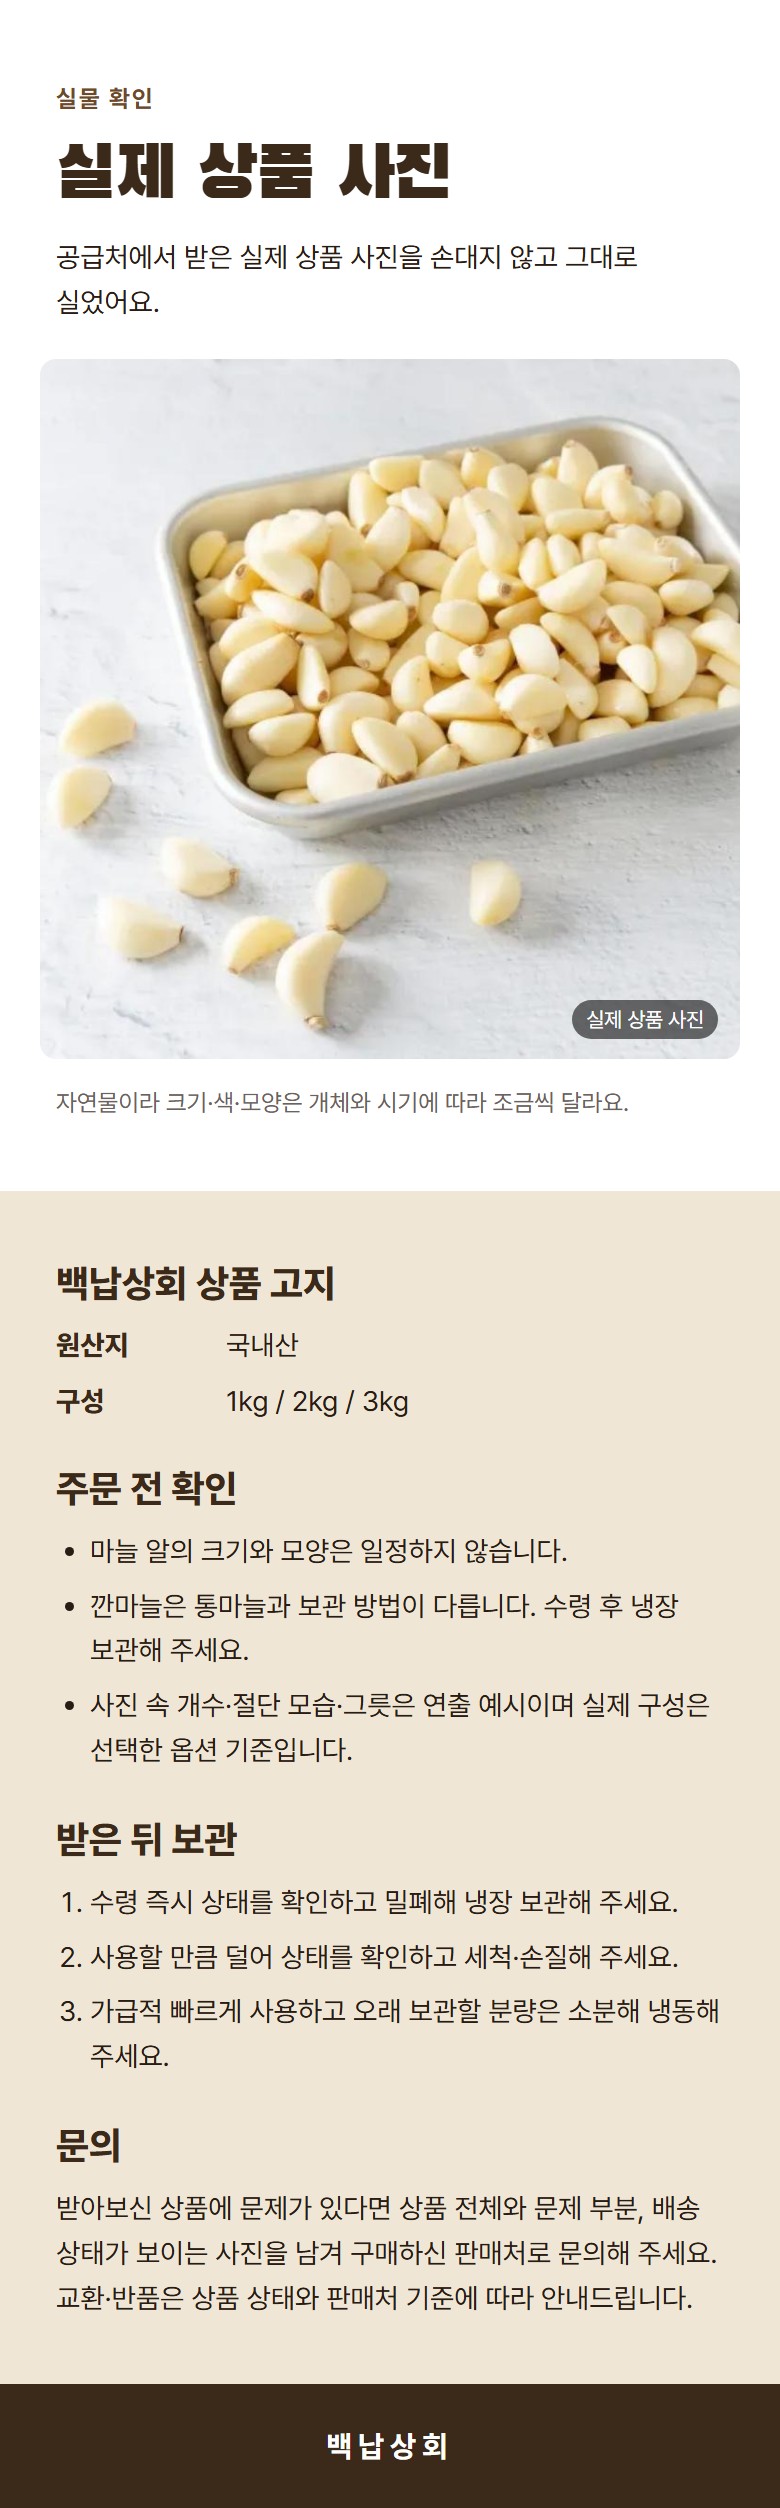 실물 확인
실제 상품 사진
공급처에서 받은 실제 상품 사진을 손대지 않고 그대로
실었어요.
실제 상품 사진
자연물이라 크기·색·모양은 개체와 시기에 따라 조금씩 달라요.
백납상회 상품 고지
원산지 국내산
구성 1kg / 2kg / 3kg
주문 전 확인
• 마늘 알의 크기와 모양은 일정하지 않습니다.
• 깐마늘은 통마늘과 보관 방법이 다릅니다. 수령 후 냉장
보관해 주세요.
• 사진 속 개수·절단 모습·그릇은 연출 예시이며 실제 구성은
선택한 옵션 기준입니다.
받은 뒤 보관
1. 수령 즉시 상태를 확인하고 밀폐해 냉장 보관해 주세요.
2. 사용할 만큼 덜어 상태를 확인하고 세척·손질해 주세요.
3. 가급적 빠르게 사용하고 오래 보관할 분량은 소분해 냉동해
주세요.
문의
받아보신 상품에 문제가 있다면 상품 전체와 문제 부분, 배송
상태가 보이는 사진을 남겨 구매하신 판매처로 문의해 주세요.
교환·반품은 상품 상태와 판매처 기준에 따라 안내드립니다.
백납상회